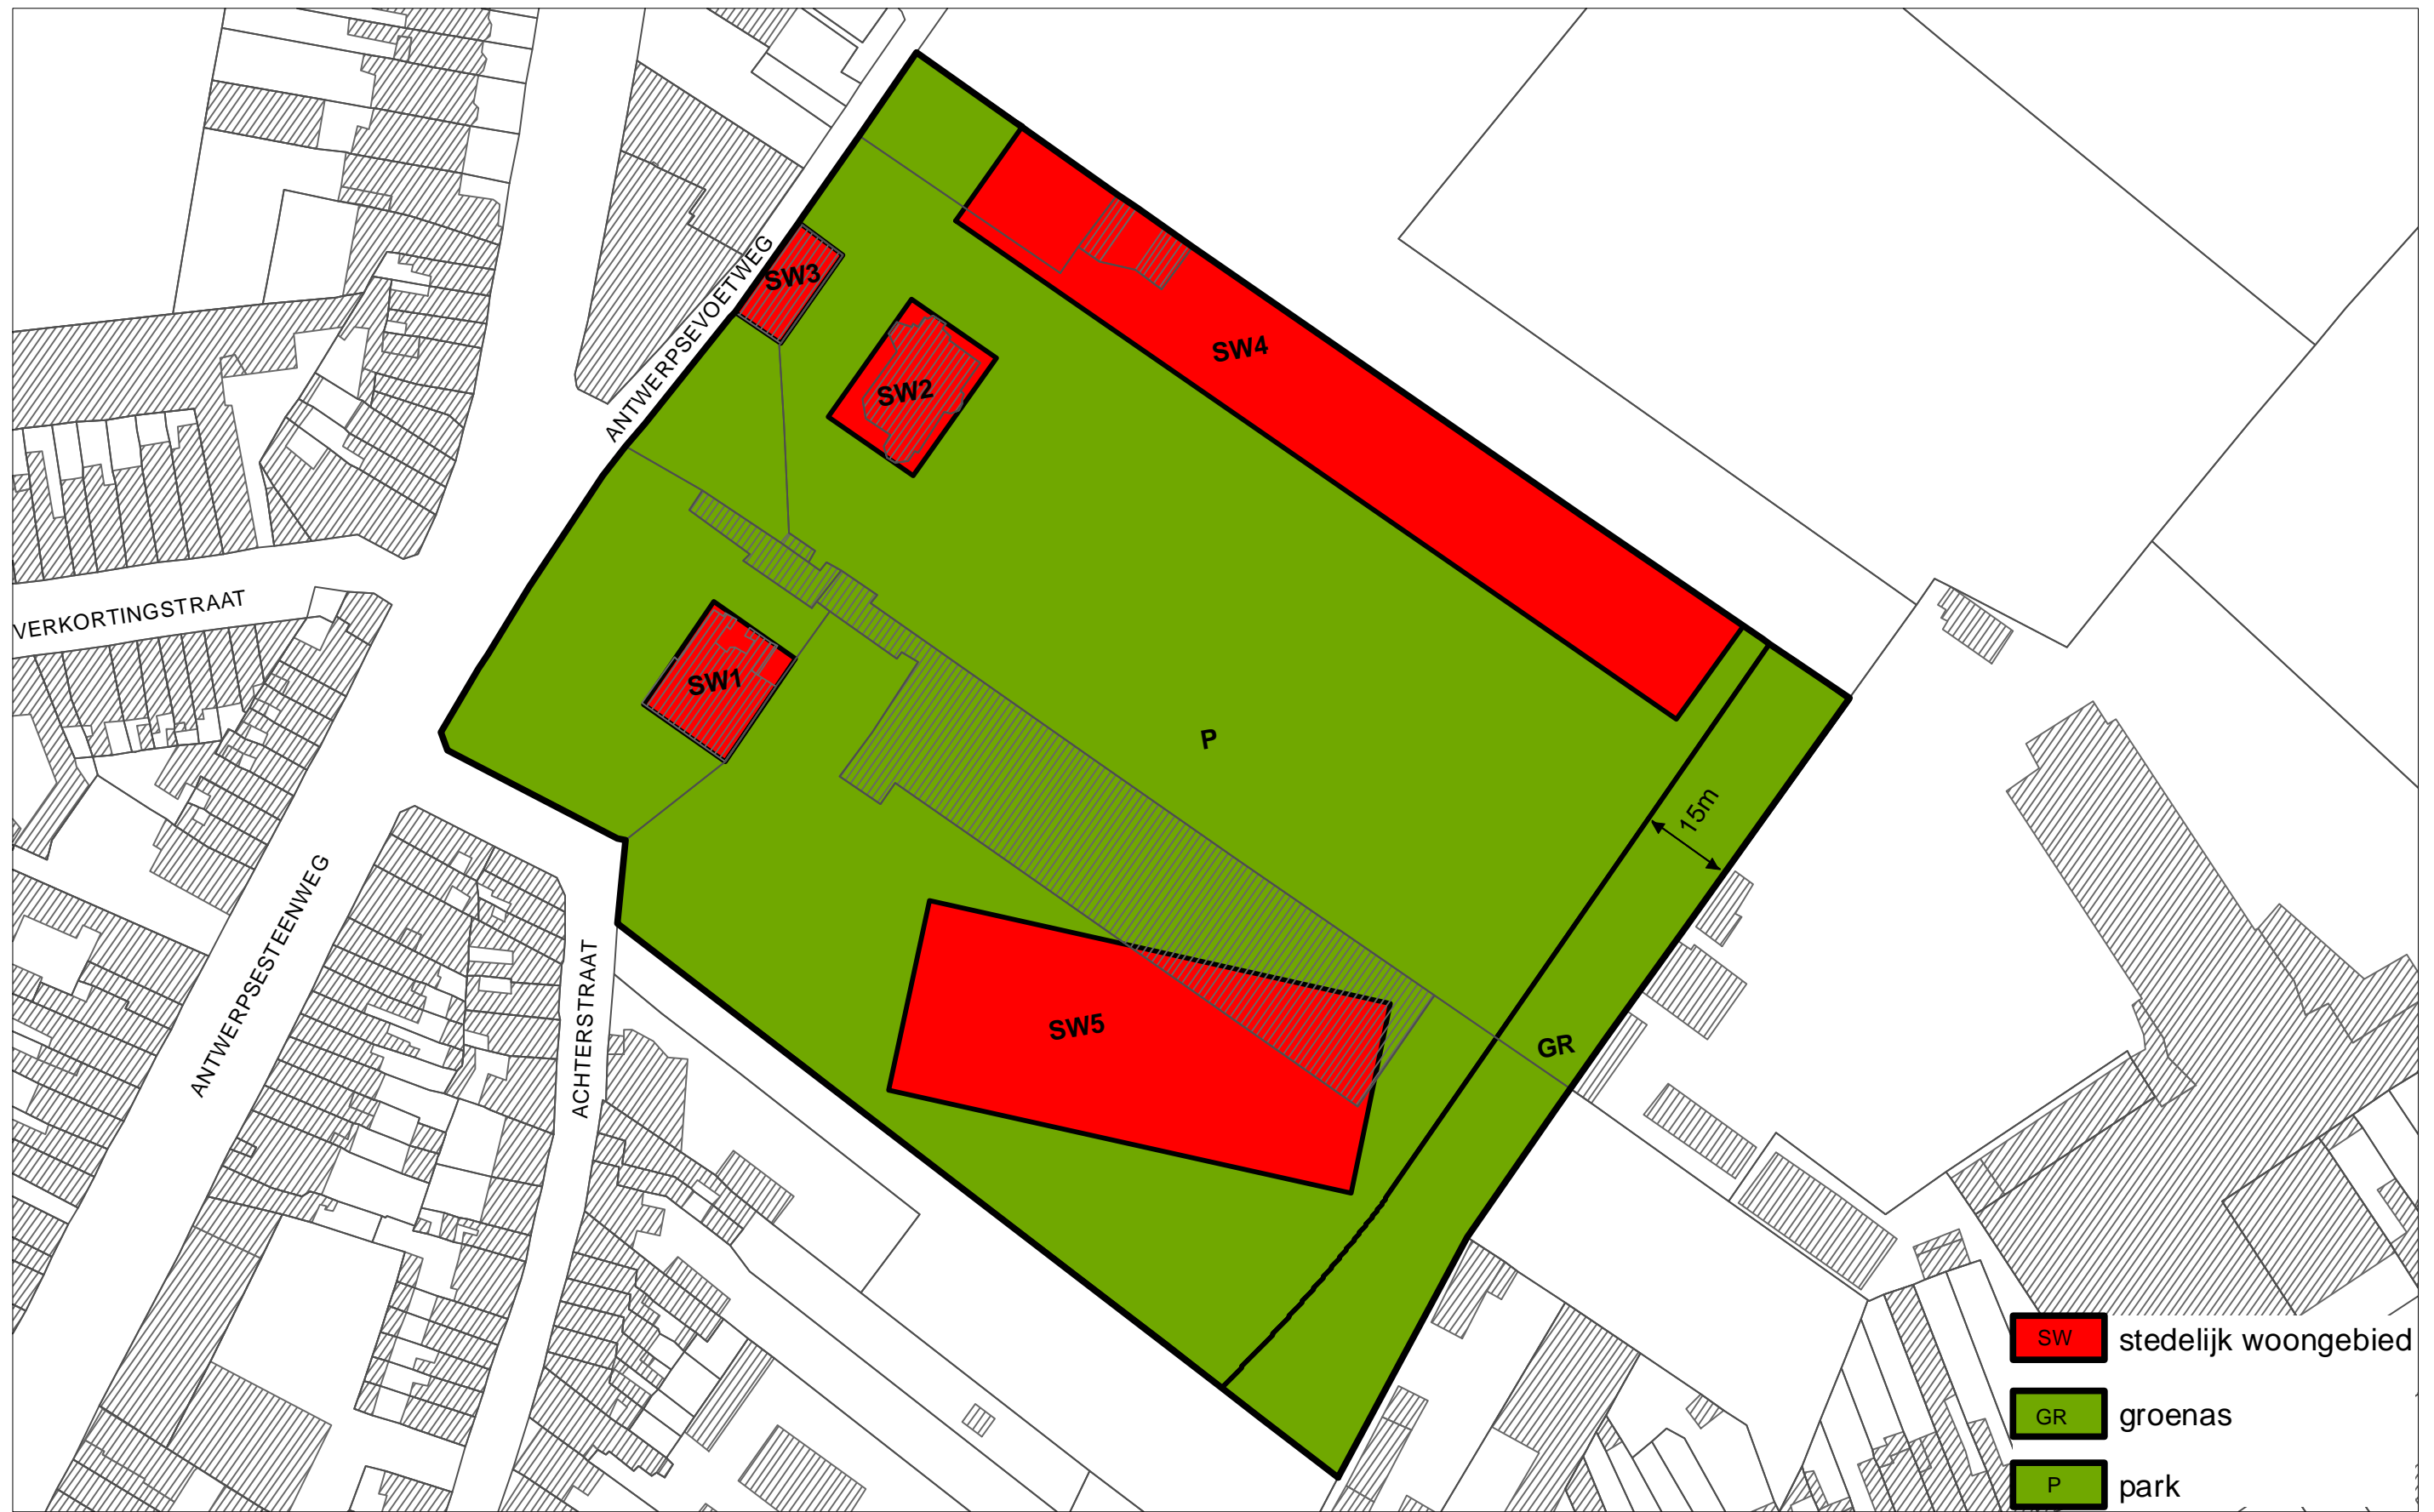 ANTWERPSEVOETWEG
SW3
SW2
SW4
VERKORTINGSTRAAT
SW1
P
15m
ANTWERPSESTEENWEG
ACHTERSTRAAT
SW5
GR
SW stedelijk woongebied
GR groenas
P park